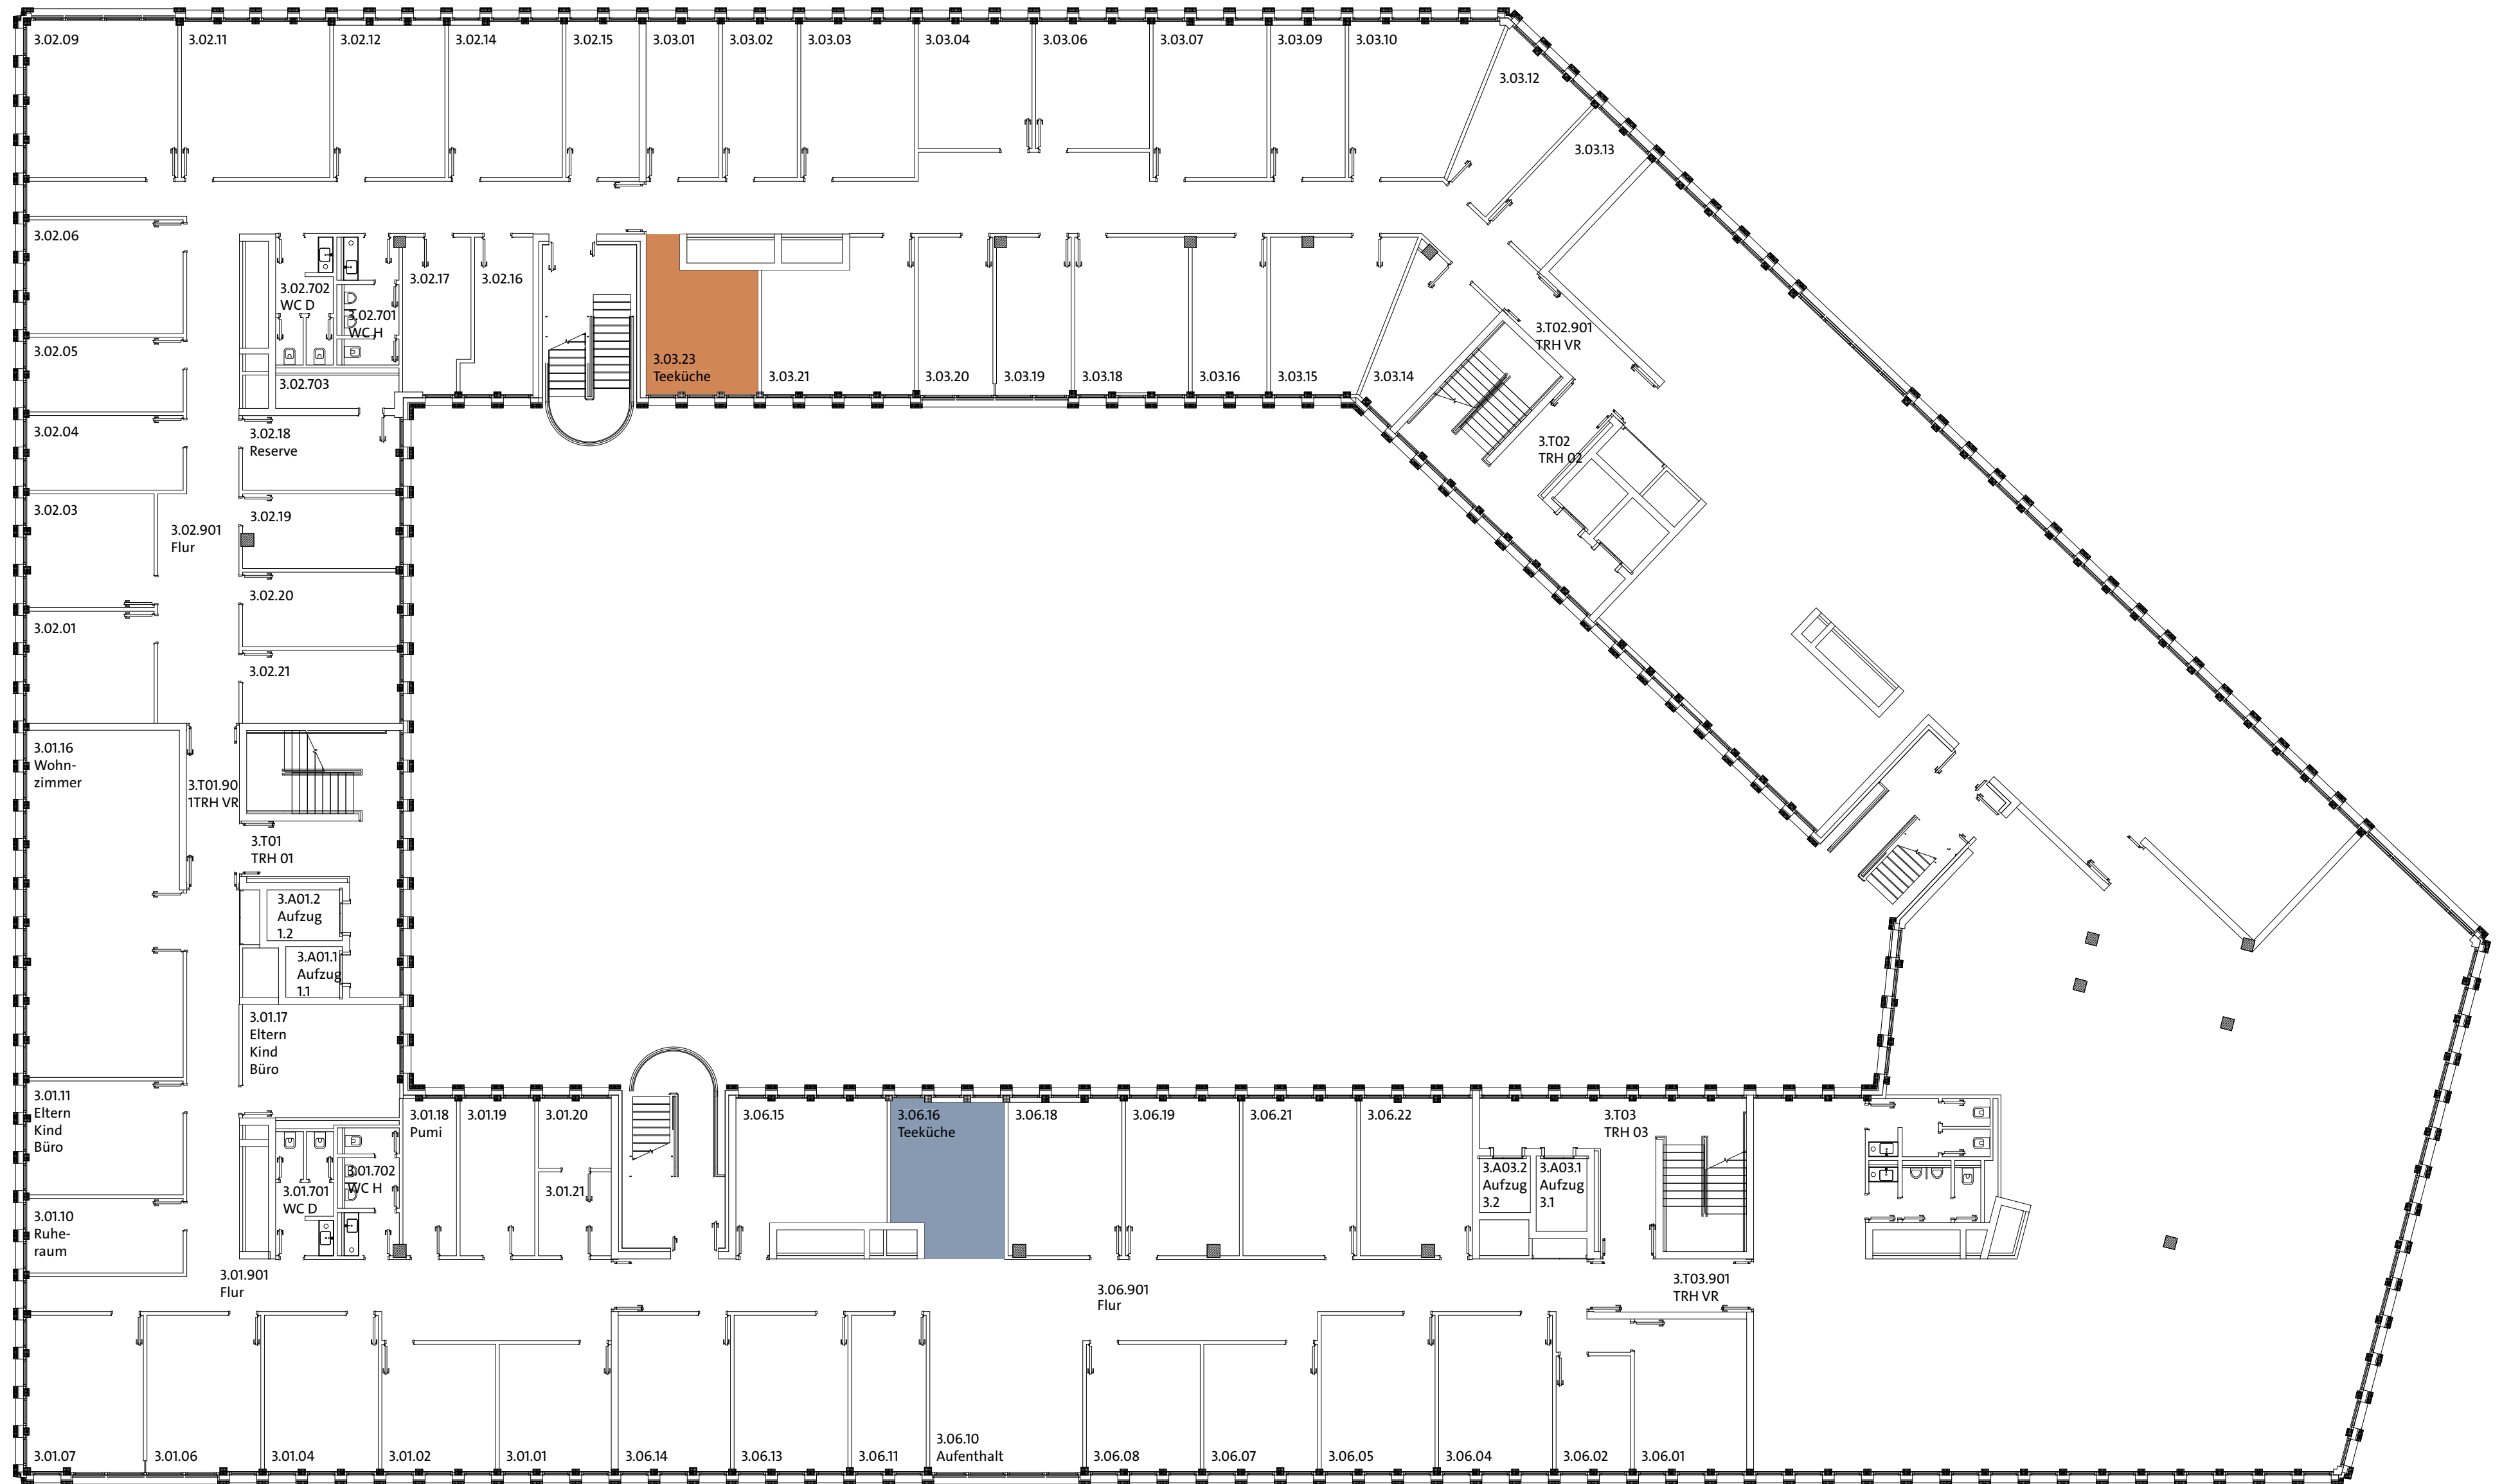 3.02.09
3.02.11
3.02.12
3.02.14
3.02.15
3.03.01
3.03.02
3.03.03
3.03.04
3.03.06
3.03.07
3.03.09
3.03.10
3.03.12
3.03.13
3.02.06
3.02.702
WC D
3.02.701
WC H
3.02.17
3.02.16
3.T02.901
TRH VR
3.02.05
3.02.703
3.03.23
Teeküche
3.03.21
3.03.20
3.03.19
3.03.18
3.03.16
3.03.15
3.03.14
3.02.04
3.02.18
Reserve
3.T02
TRH 02
3.02.03
3.02.901
Flur
3.02.19
3.02.20
3.02.01
3.02.21
3.01.16
Wohn-
zimmer
3.T01.90
1TRH VR
3.T01
TRH 01
3.A01.2
Aufzug
1.2
3.A01.1
Aufzug
1.1
3.01.17
Eltern
Kind
Büro
3.01.11
Eltern
Kind
Büro
3.01.18
Pumi
3.01.19
3.01.20
3.06.15
3.06.16
Teeküche
3.06.18
3.06.19
3.06.21
3.06.22
3.T03
TRH 03
3.01.702
WC H
3.01.701
WC D
3.01.21
3.A03.2
Aufzug
3.2
3.A03.1
Aufzug
3.1
3.01.10
Ruhe-
raum
3.01.901
Flur
3.06.901
Flur
3.T03.901
TRH VR
3.01.07
3.01.06
3.01.04
3.01.02
3.01.01
3.06.14
3.06.13
3.06.11
3.06.10
Aufenthalt
3.06.08
3.06.07
3.06.05
3.06.04
3.06.02
3.06.01